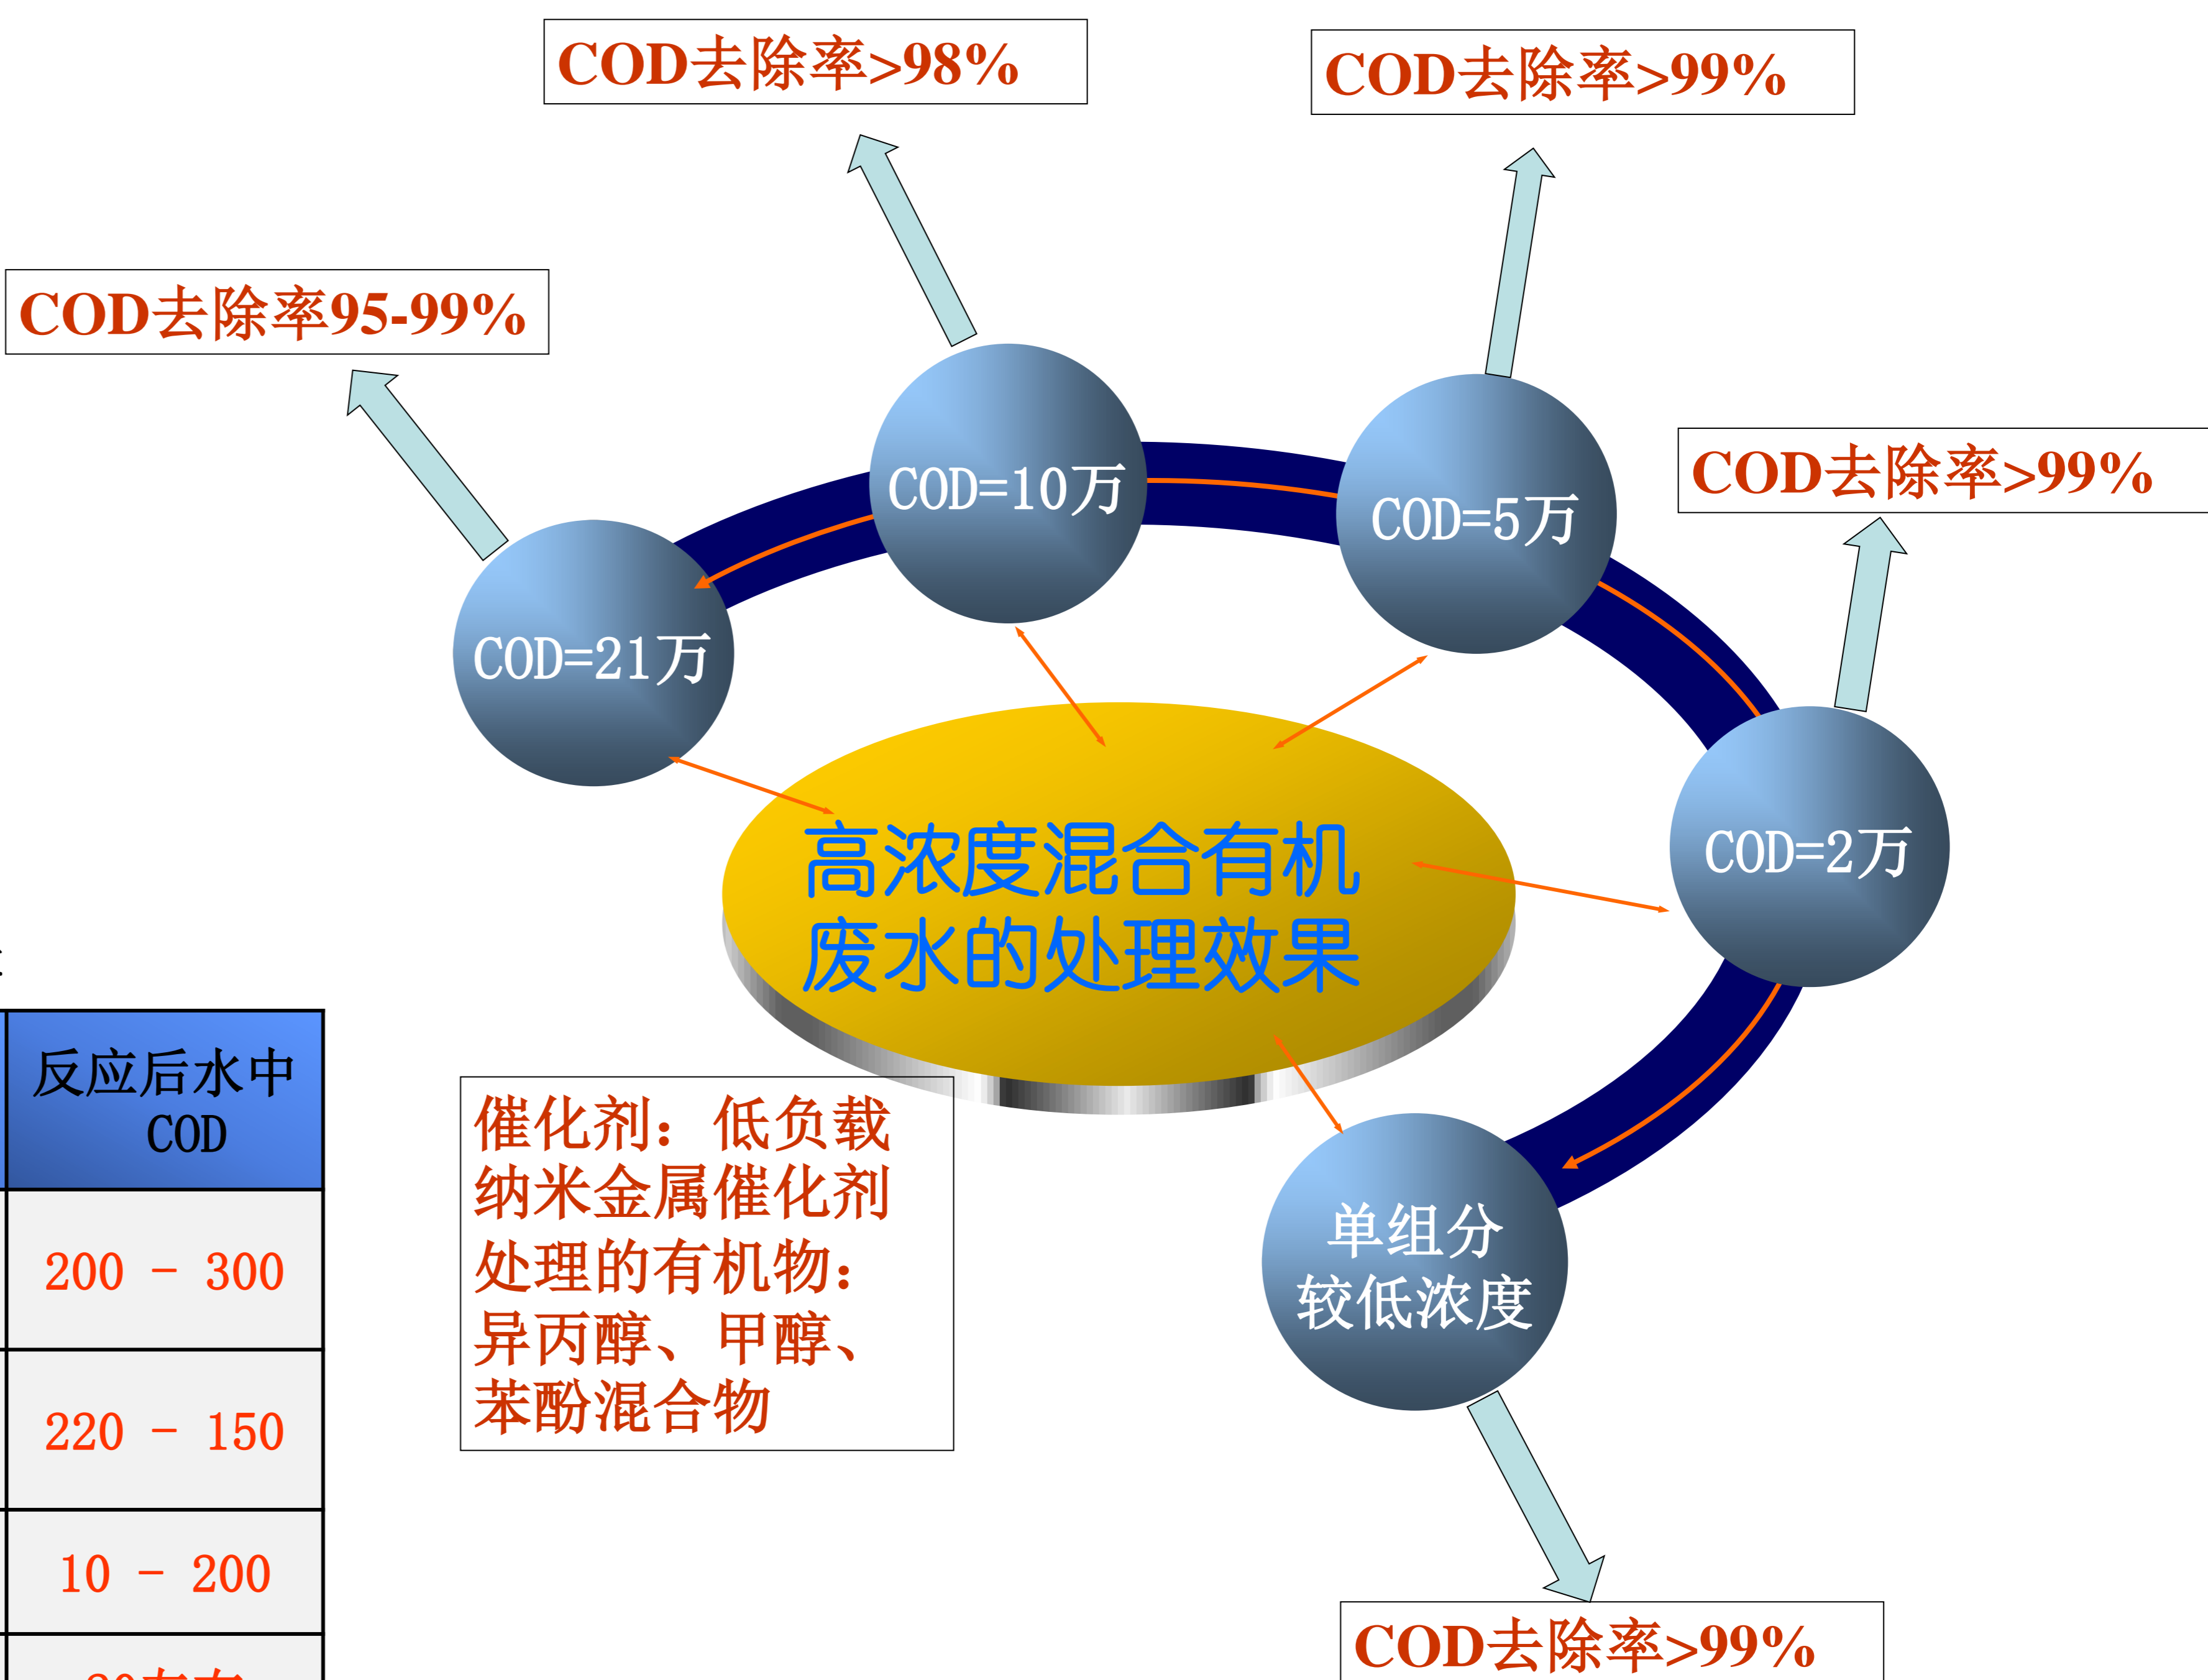 COD去除率>98%
COD去除率>99%
COD去除率95-99%
COD去除率>99%
COD=10万
COD=5万
COD=21万
COD=2万
高浓度混合有机
废水的处理效果
反应后水中
COD
200 - 300
220 - 150
10 - 200
催化剂：低负载
纳米金属催化剂
处理的有机物：
异丙醇、甲醇、
苯酚混合物
单组分
较低浓度
COD去除率>99%